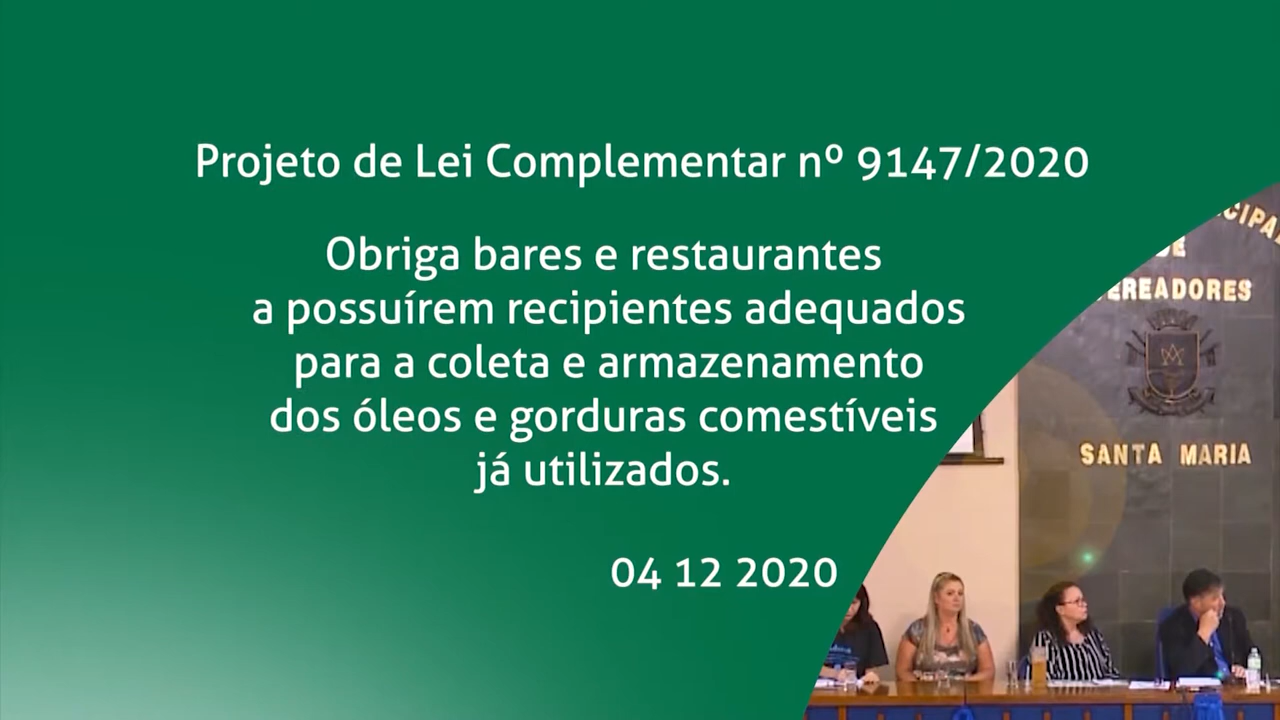 Projeto de Lei Complementar nº 9147/2020
Obriga bares e restaurantes
a possuírem recipientes adequados
para a coleta e armazenamento
dos óleos e gorduras comestíveis
já utilizados.
04 12 2020
DE
SANTA MARIA